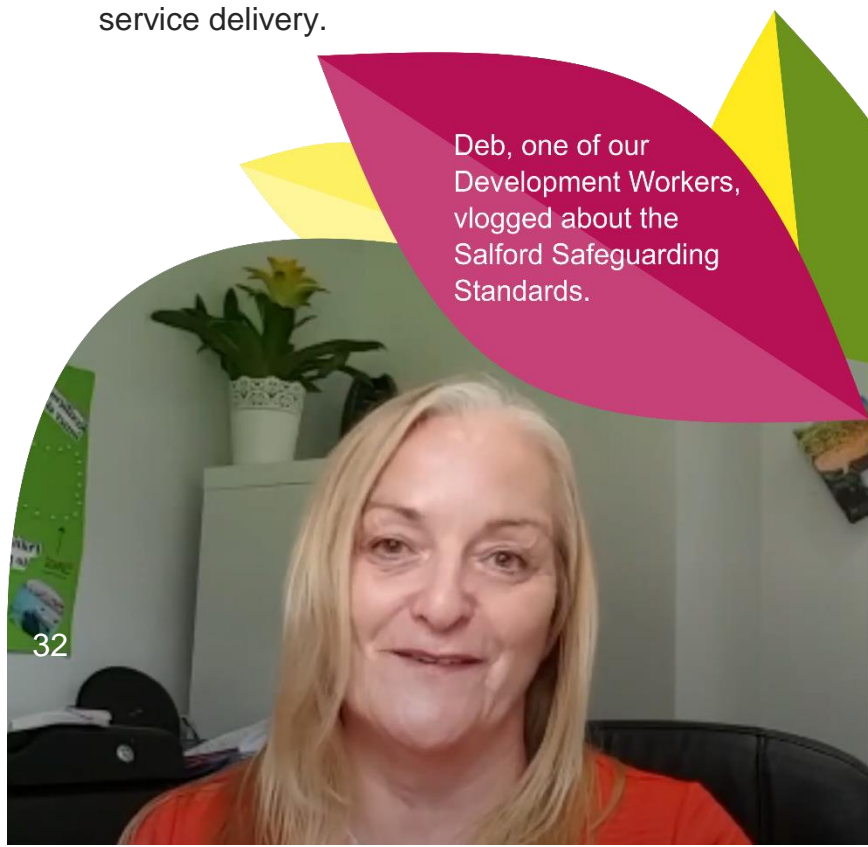 service delivery.
Deb, one of our
Development Workers,
vlogged about the
Salford Safeguarding
Standards.
32